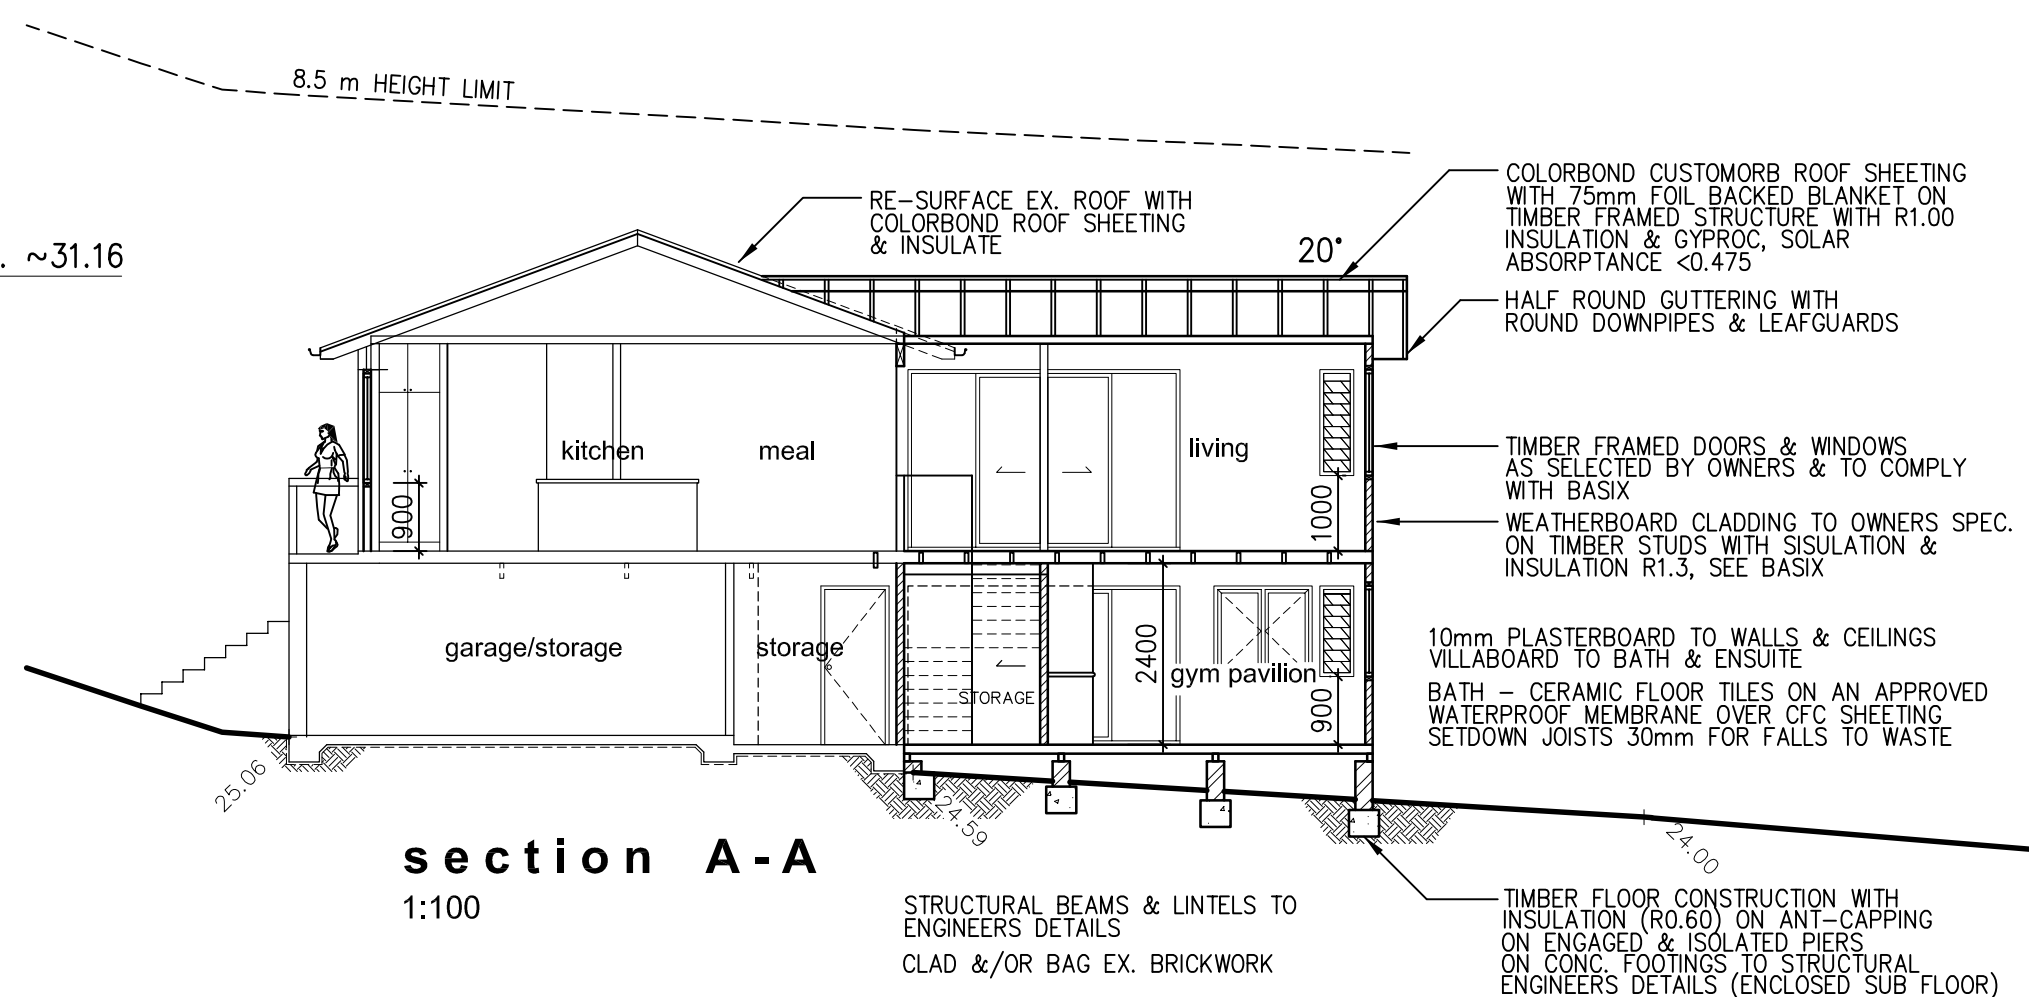 8.5 m HEIGHT LIMIT
. ~31.16
RE-SURFACE EX. ROOF WITH
COLORBOND ROOF SHEETING
& INSULATE
20°
COLORBOND CUSTOMORB ROOF SHEETING
WITH 75mm FOIL BACKED BLANKET ON
TIMBER FRAMED STRUCTURE WITH R1.00
INSULATION & GYPROC, SOLAR
ABSORPTANCE <0.475
HALF ROUND GUTTERING WITH
ROUND DOWNPIPES & LEAFGUARDS
kitchen
meal
living
900
1000
TIMBER FRAMED DOORS & WINDOWS
AS SELECTED BY OWNERS & TO COMPLY
WITH BASIX
WEATHERBOARD CLADDING TO OWNERS SPEC.
ON TIMBER STUDS WITH SISULATION &
INSULATION R1.3, SEE BASIX
garage/storage
storage
STORAGE
2400
gym pavilion
900
10mm PLASTERBOARD TO WALLS & CEILINGS
VILLABOARD TO BATH & ENSUITE
BATH - CERAMIC FLOOR TILES ON AN APPROVED
WATERPROOF MEMBRANE OVER CFC SHEETING
SETDOWN JOISTS 30mm FOR FALLS TO WASTE
25.06
24.59
24.00
section A-A
1:100
STRUCTURAL BEAMS & LINTELS TO
ENGINEERS DETAILS
CLAD &/OR BAG EX. BRICKWORK
TIMBER FLOOR CONSTRUCTION WITH
INSULATION (R0.60) ON ANT-CAPPING
ON ENGAGED & ISOLATED PIERS
ON CONC. FOOTINGS TO STRUCTURAL
ENGINEERS DETAILS (ENCLOSED SUB FLOOR)